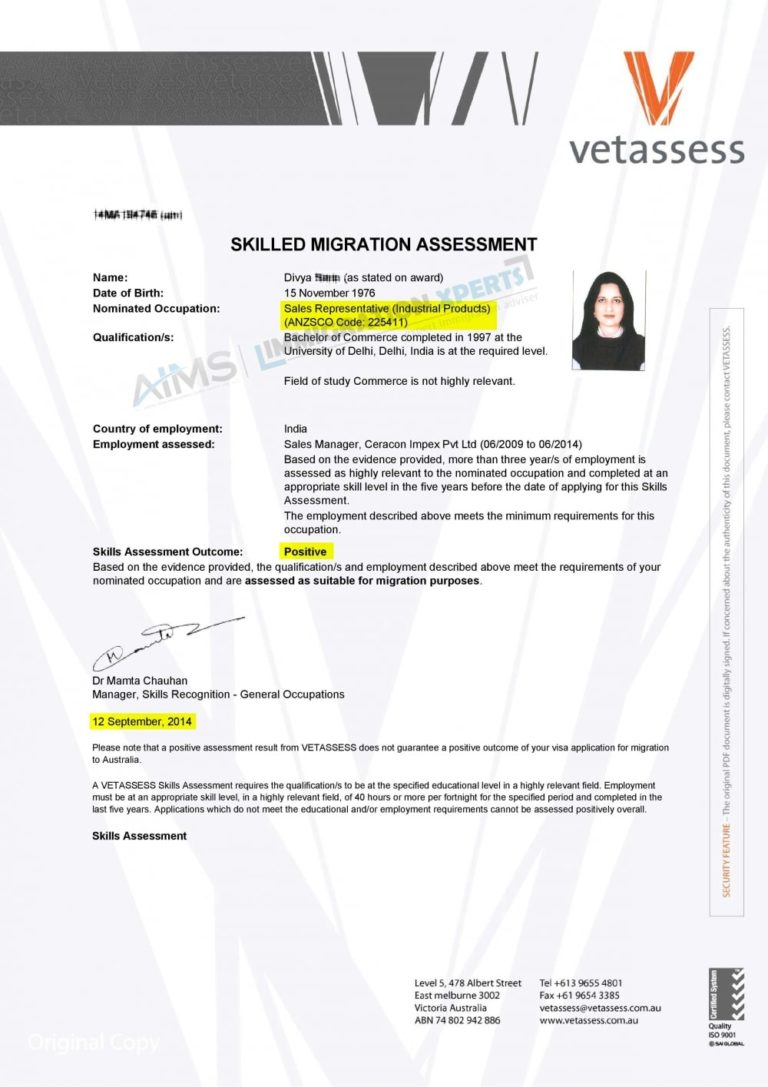 vetassess
SKILLED MIGRATION ASSESSMENT
Name: Divya (as stated on award)
Date of Birth: 15 November 1976
Nominated Occupation: Sales Representative (Industrial Products)
(ANZSCO Code: 225411)
Qualification/s: Bachelor of Commerce completed in 1997 at the
University of Delhi, Delhi, India is at the required level.
Field of study Commerce is not highly relevant.
AIMS | IMMIGRATION XPERTS
adviser
Country of employment: India
Employment assessed: Sales Manager, Ceracon Impex Pvt Ltd (06/2009 to 06/2014)
Based on the evidence provided, more than three year/s of employment is
assessed as highly relevant to the nominated occupation and completed at an
appropriate skill level in the five years before the date of applying for this Skills
Assessment.
The employment described above meets the minimum requirements for this
occupation.
Skills Assessment Outcome: Positive
Based on the evidence provided, the qualification/s and employment described above meet the requirements of your
nominated occupation and are assessed as suitable for migration purposes.
Dr Mamta Chauhan
Manager, Skills Recognition - General Occupations
12 September, 2014
Please note that a positive assessment result from VETASSESS does not guarantee a positive outcome of your visa application for migration
to Australia.
A VETASSESS Skills Assessment requires the qualification/s to be at the specified educational level in a highly relevant field. Employment
must be at an appropriate skill level, in a highly relevant field, of 40 hours or more per fortnight for the specified period and completed in the
last five years. Applications which do not meet the educational and/or employment requirements cannot be assessed positively overall.
Skills Assessment
SECURITY FEATURE - The original PDF document is digitally signed. If concerned about the authenticity of this document, please contact VETASSESS.
Level 5, 478 Albert Street
East melburne 3002
Victoria Australia
ABN 74 802 942 886
Tel +613 9655 4801
Fax +61 9654 3385
vetassess@vetassess.com.au
www.vetassess.com.au
Certified System
Quality
ISO 9001
SAI GLOBAL
Original Copy